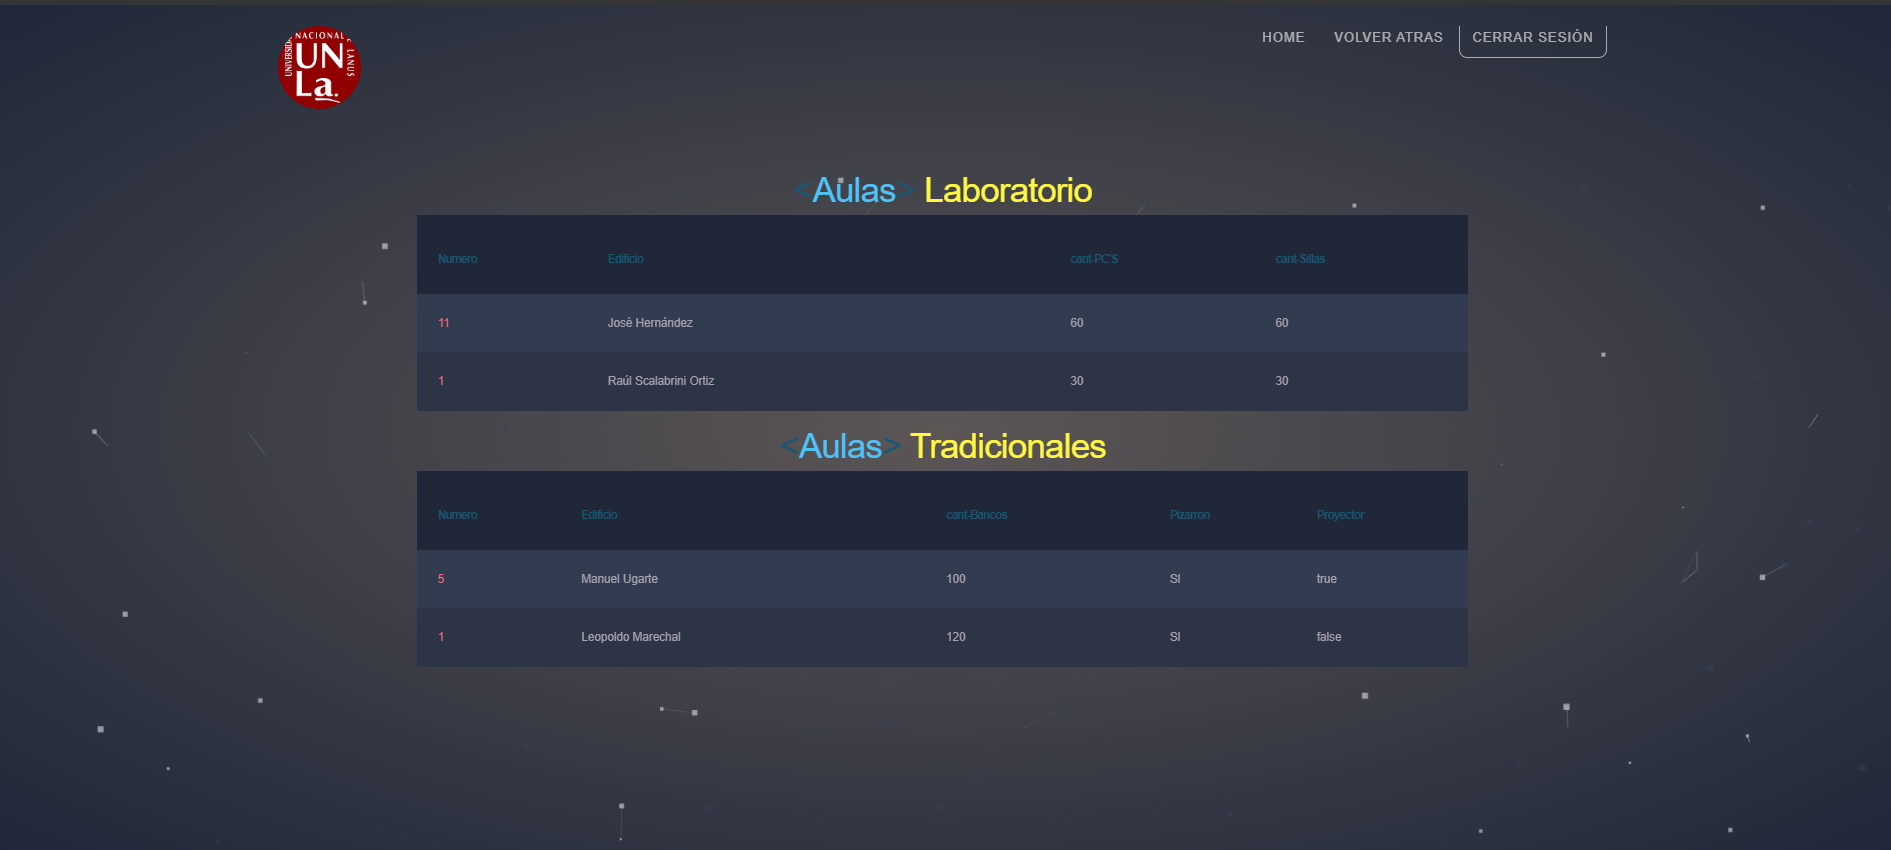 UNIVERSIDAD NACIONAL DE LANUS
UN
La.
HOME VOLVER ATRAS CERRAR SESIÓN
<Aulas> Laboratorio
Numero Edificio cant-PC'S cant-Sillas
11 José Hernández 60 60
1 Raúl Scalabrini Ortiz 30 30
<Aulas> Tradicionales
Numero Edificio cant-Bancos Pizarron Proyector
5 Manuel Ugarte 100 SI true
1 Leopoldo Marechal 120 SI false